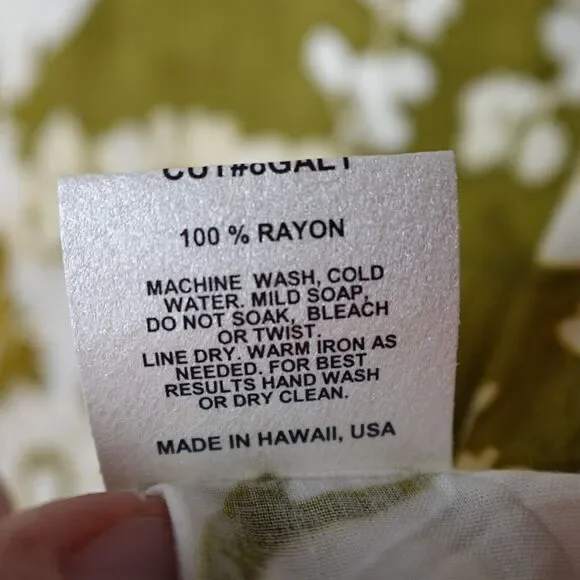 100 % RAYON
MACHINE WASH, COLD
WATER. MILD SOAP,
DO NOT SOAK, BLEACH
OR TWIST.
LINE DRY. WARM IRON AS
NEEDED. FOR BEST
RESULTS HAND WASH
OR DRY CLEAN.
MADE IN HAWAII, USA